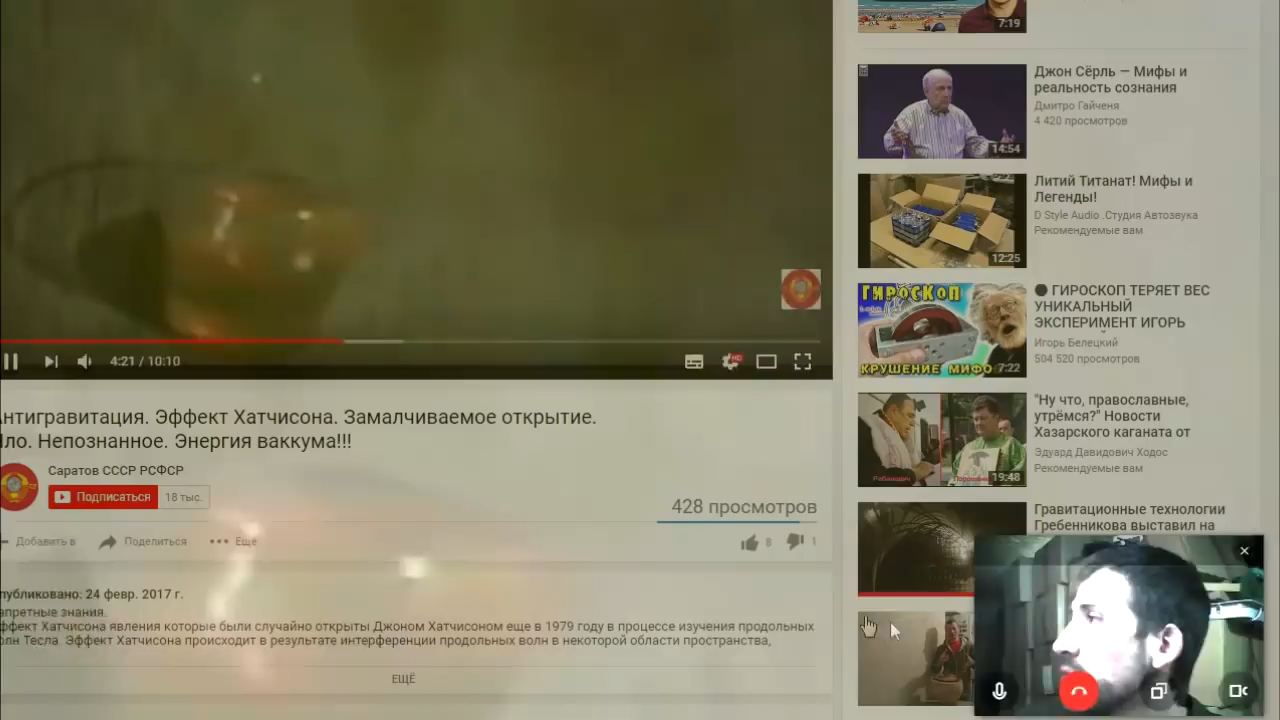 4:21 / 10:10
HD
Антигравитация. Эффект Хатчисона. Замалчиваемое открытие.
Нло. Непознанное. Энергия ваккума!!!
Саратов СССР РСФСР
Подписаться
18 тыс.
428 просмотров
Добавить в
Поделиться
Ещё
8
1
публиковано: 24 февр. 2017 г.
апретные знания.
ффект Хатчисона явления которые были случайно открыты Джоном Хатчисоном еще в 1979 году в процессе изучения продольных
олн Тесла. Эффект Хатчисона происходит в результате интерференции продольных волн в некоторой области пространства,
ЕЩЁ
7:19
14:54
Джон Сёрль — Мифы и
реальность сознания
Дмитро Гайченя
4 420 просмотров
12:25
Литий Титанат! Мифы и
Легенды!
D Style Audio .Студия Автозвука
Рекомендуемые вам
ГИРОСКОП
КРУШЕНИЕ МИФО
7:22
ГИРОСКОП ТЕРЯЕТ ВЕС
УНИКАЛЬНЫЙ
ЭКСПЕРИМЕНТ ИГОРЬ
Игорь Белецкий
504 520 просмотров
19:48
"Ну что, православные,
утрёмся?" Новости
Хазарского каганата от
Эдуард Давидович Ходос
Рекомендуемые вам
Гравитационные технологии
Гребенникова выставил на